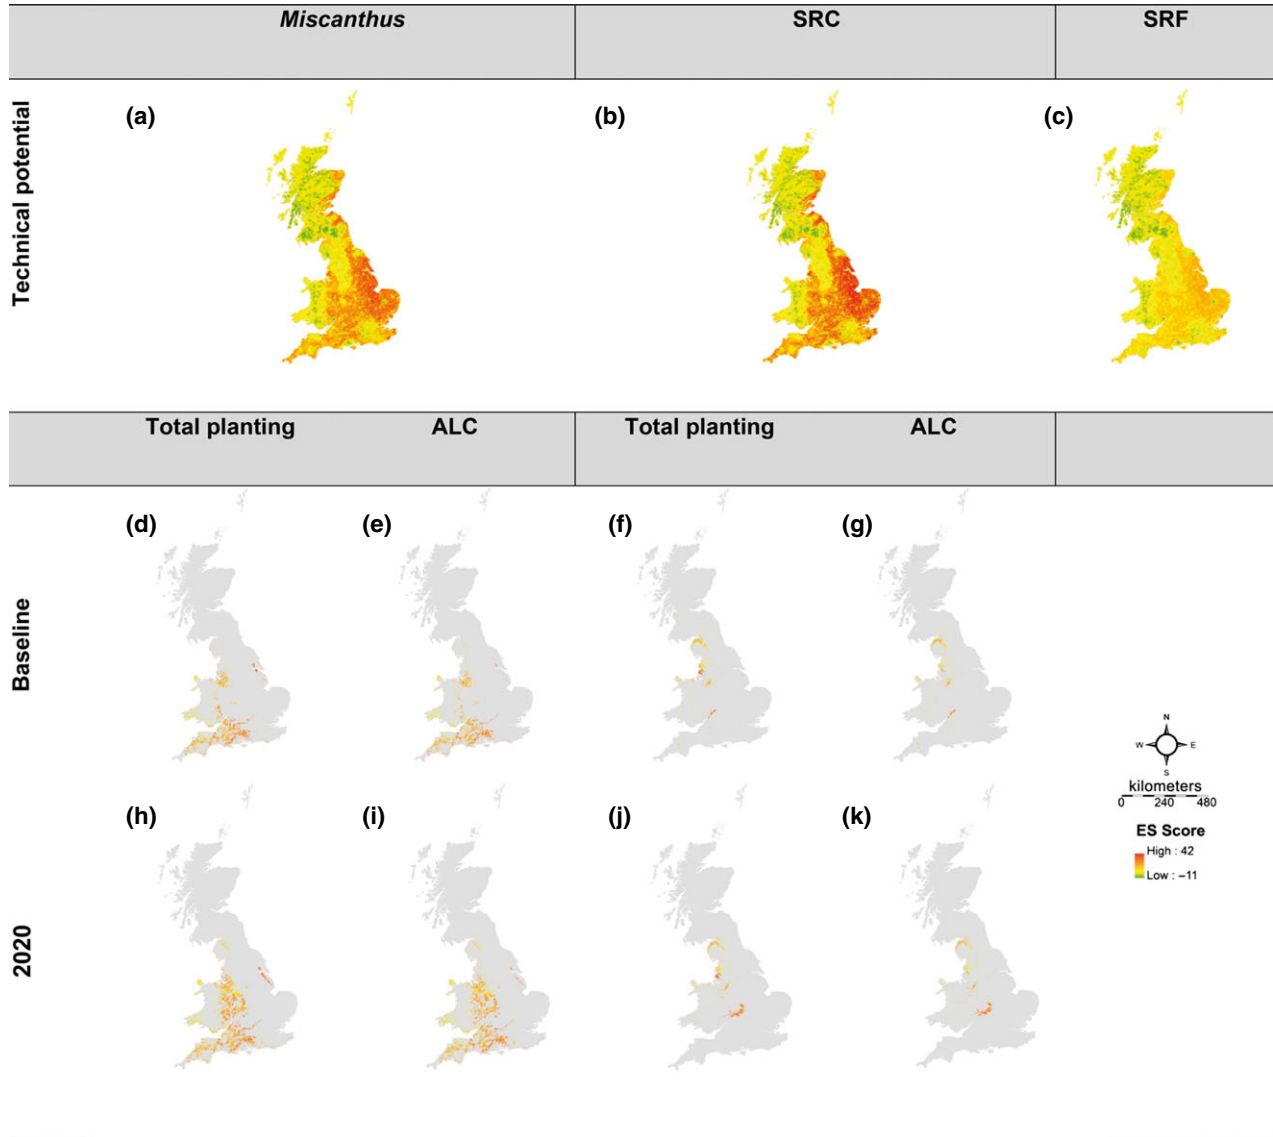 Miscanthus SRC SRF
Technical potential
(a) (b) (c)
Total planting ALC Total planting ALC
Baseline
(d) (e) (f) (g)
N
W E
S
kilometers
0 240 480
ES Score
High : 42
Low : –11
2020
(h) (i) (j) (k)